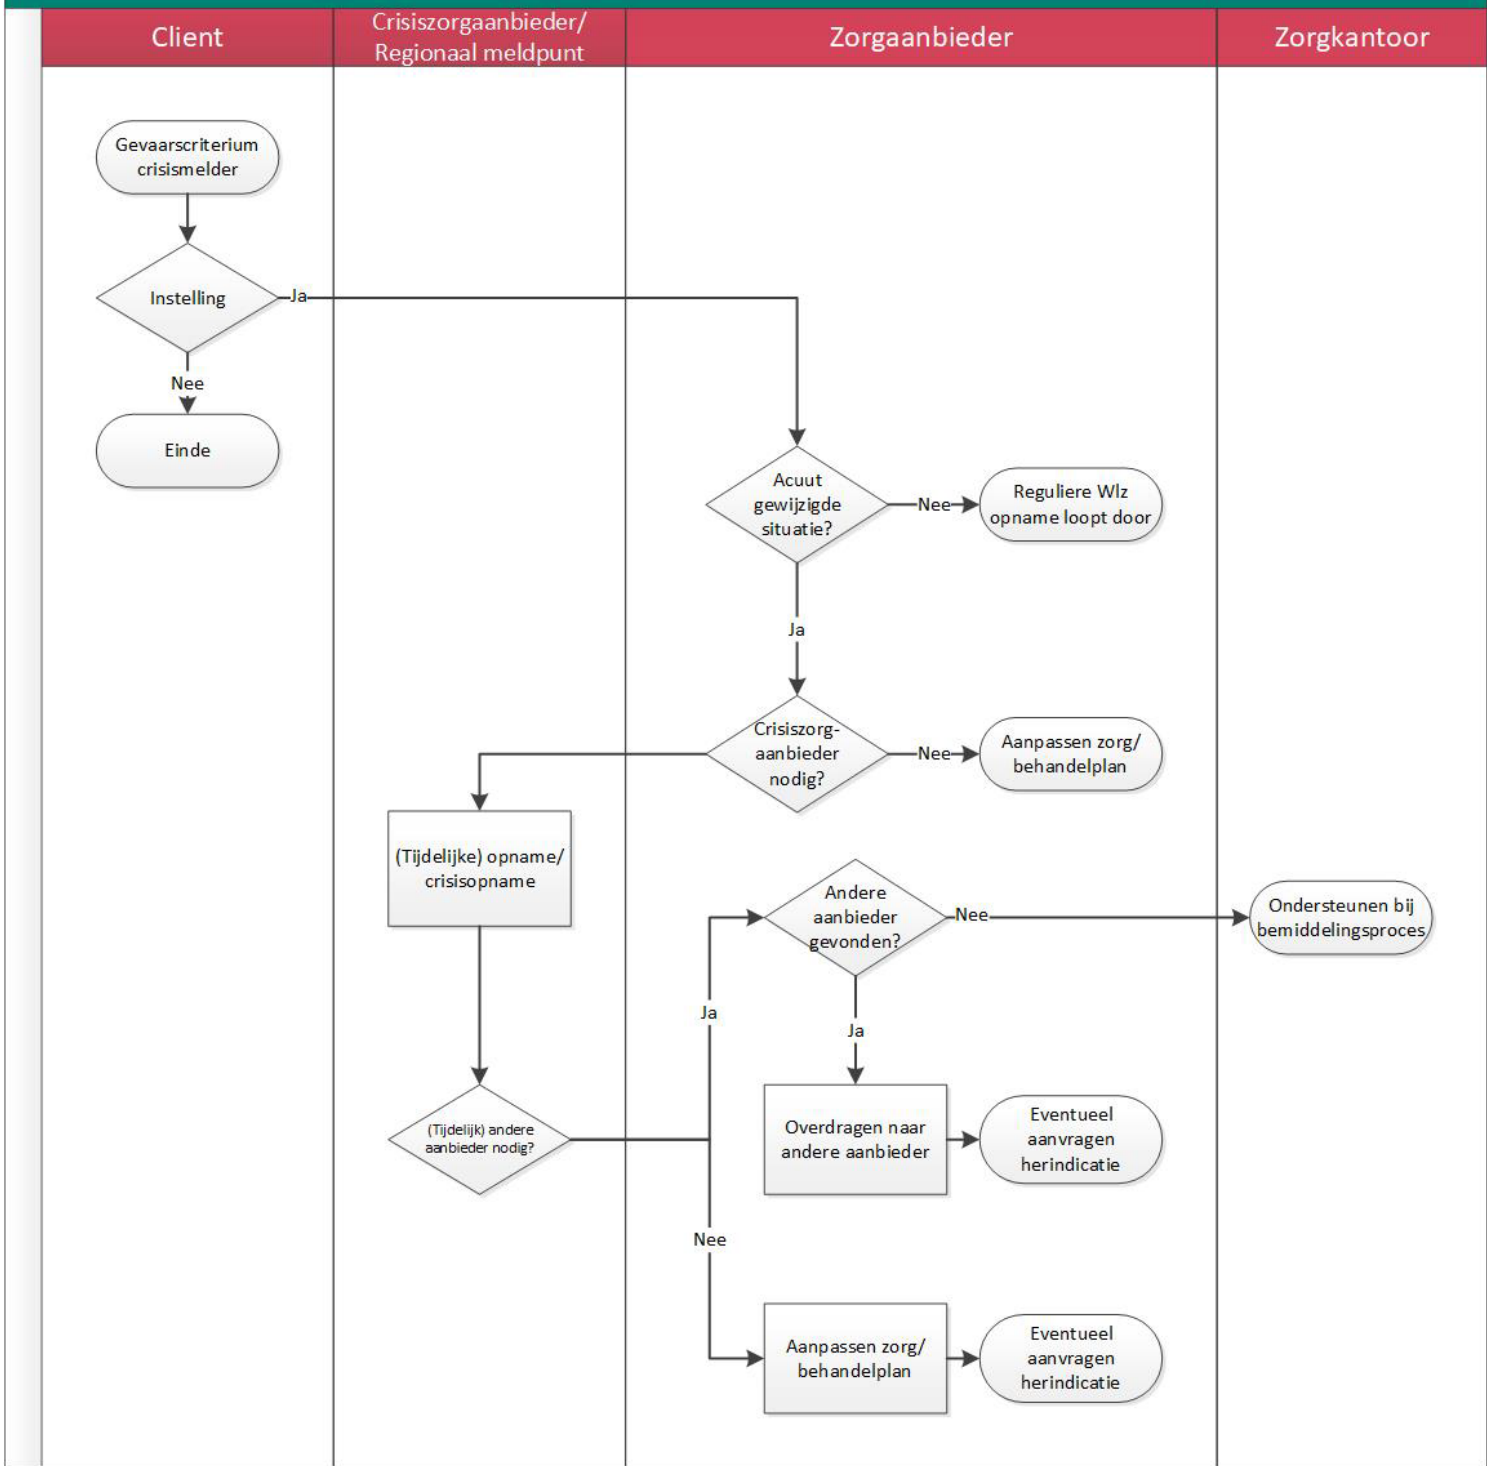 Client
Crisiszorgaanbieder/
Regionaal meldpunt
Zorgaanbieder
Zorgkantoor
Gevaarscriterium
crisismelder
Instelling
Ja
Nee
Einde
Acuut
gewijzigde
situatie?
Nee
Reguliere Wlz
opname loopt door
Ja
Crisiszorg-
aanbieder
nodig?
Nee
Aanpassen zorg/
behandelplan
(Tijdelijke) opname/
crisisopname
Andere
aanbieder
gevonden?
Nee
Ondersteunen bij
bemiddelingsproces
Ja
Ja
(Tijdelijk) andere
aanbieder nodig?
Overdragen naar
andere aanbieder
Eventueel
aanvragen
herindicatie
Nee
Aanpassen zorg/
behandelplan
Eventueel
aanvragen
herindicatie